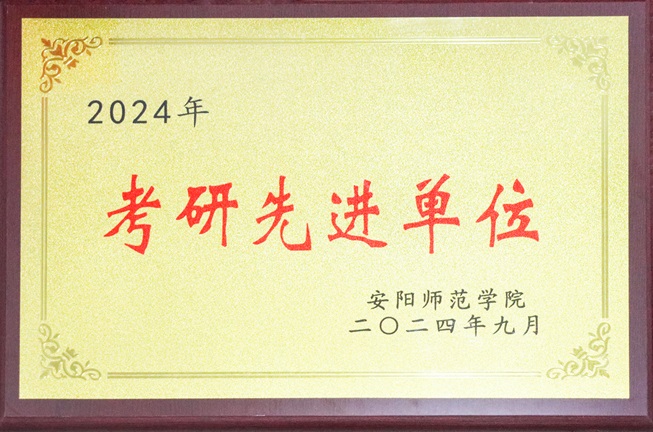 2024年
考研先进单位
安阳师范学院
二〇二四年九月